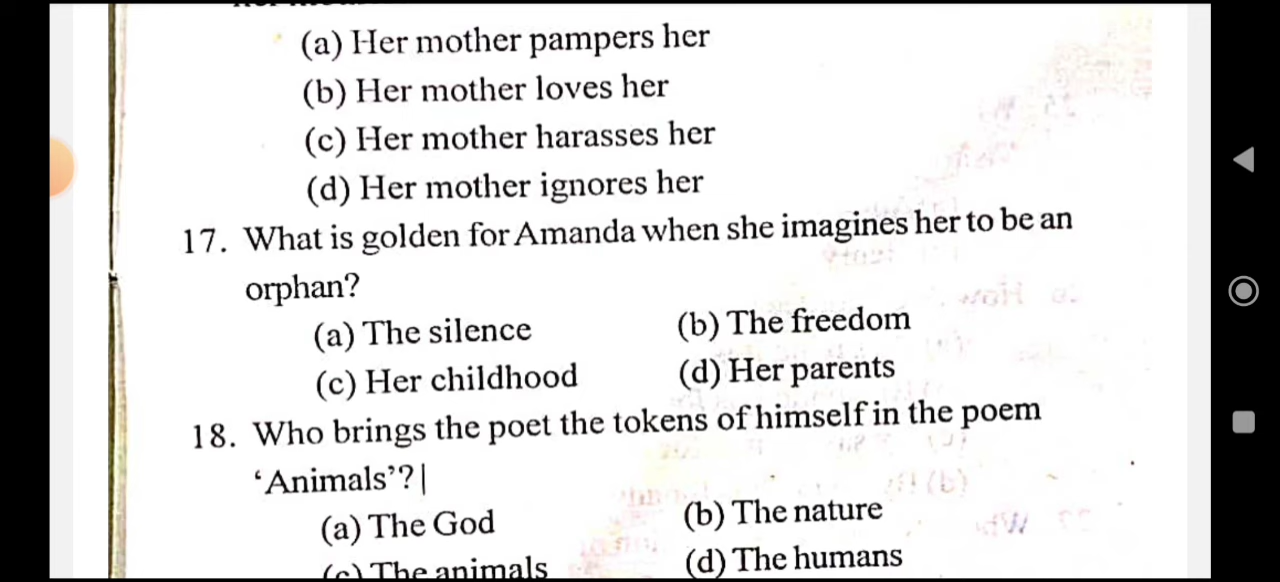 (a) Her mother pampers her
(b) Her mother loves her
(c) Her mother harasses her
(d) Her mother ignores her
17. What is golden for Amanda when she imagines her to be an
orphan?
(a) The silence (b) The freedom
(c) Her childhood (d) Her parents
18. Who brings the poet the tokens of himself in the poem
‘Animals’?|
(a) The God (b) The nature
(c) The animals (d) The humans